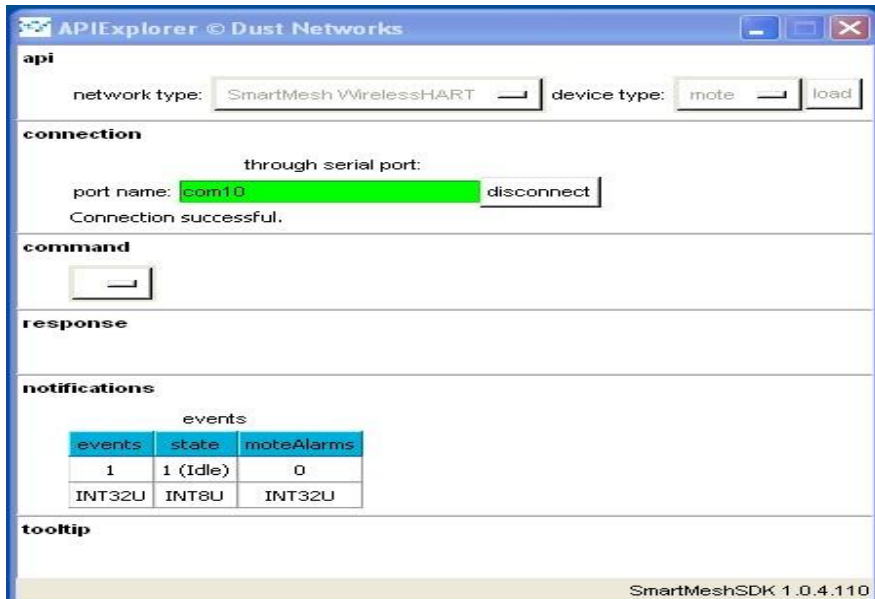 APIExplorer © Dust Networks
api
network type: SmartMesh WirelessHART device type: mote load
connection
through serial port:
port name: com10 disconnect
Connection successful.
command
response
notifications
events
events state moteAlarms
1 1 (Idle) 0
INT32U INT8U INT32U
tooltip
SmartMeshSDK 1.0.4.110